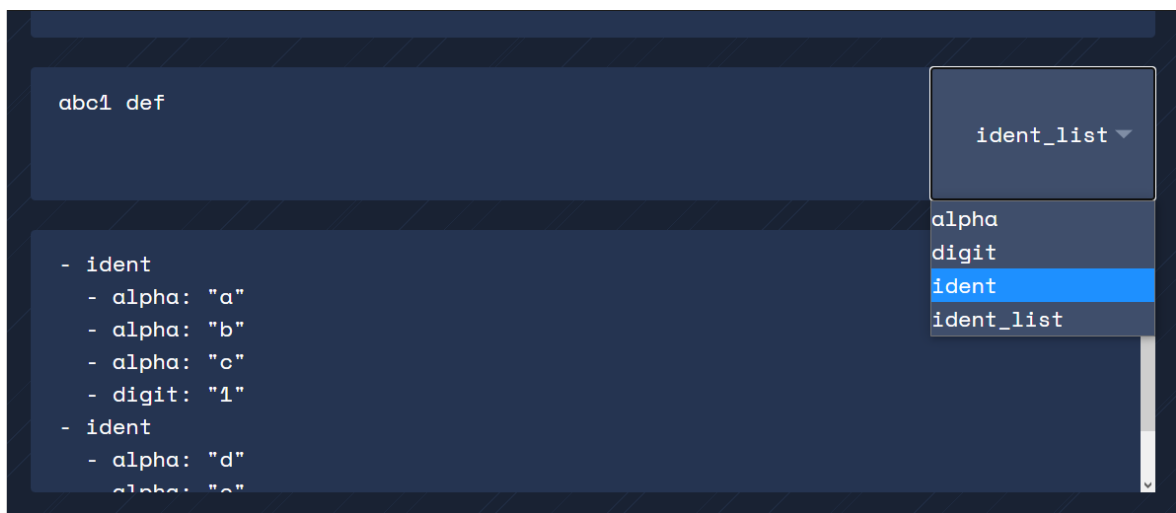 abc1 def
ident_list
alpha
digit
ident
ident_list
- ident
- alpha: "a"
- alpha: "b"
- alpha: "c"
- digit: "1"
- ident
- alpha: "d"